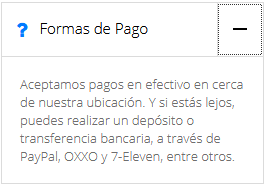 ? Formas de Pago
Aceptamos pagos en efectivo en cerca
de nuestra ubicación. Y si estás lejos,
puedes realizar un depósito o
transferencia bancaria, a través de
PayPal, OXXO y 7-Eleven, entre otros.